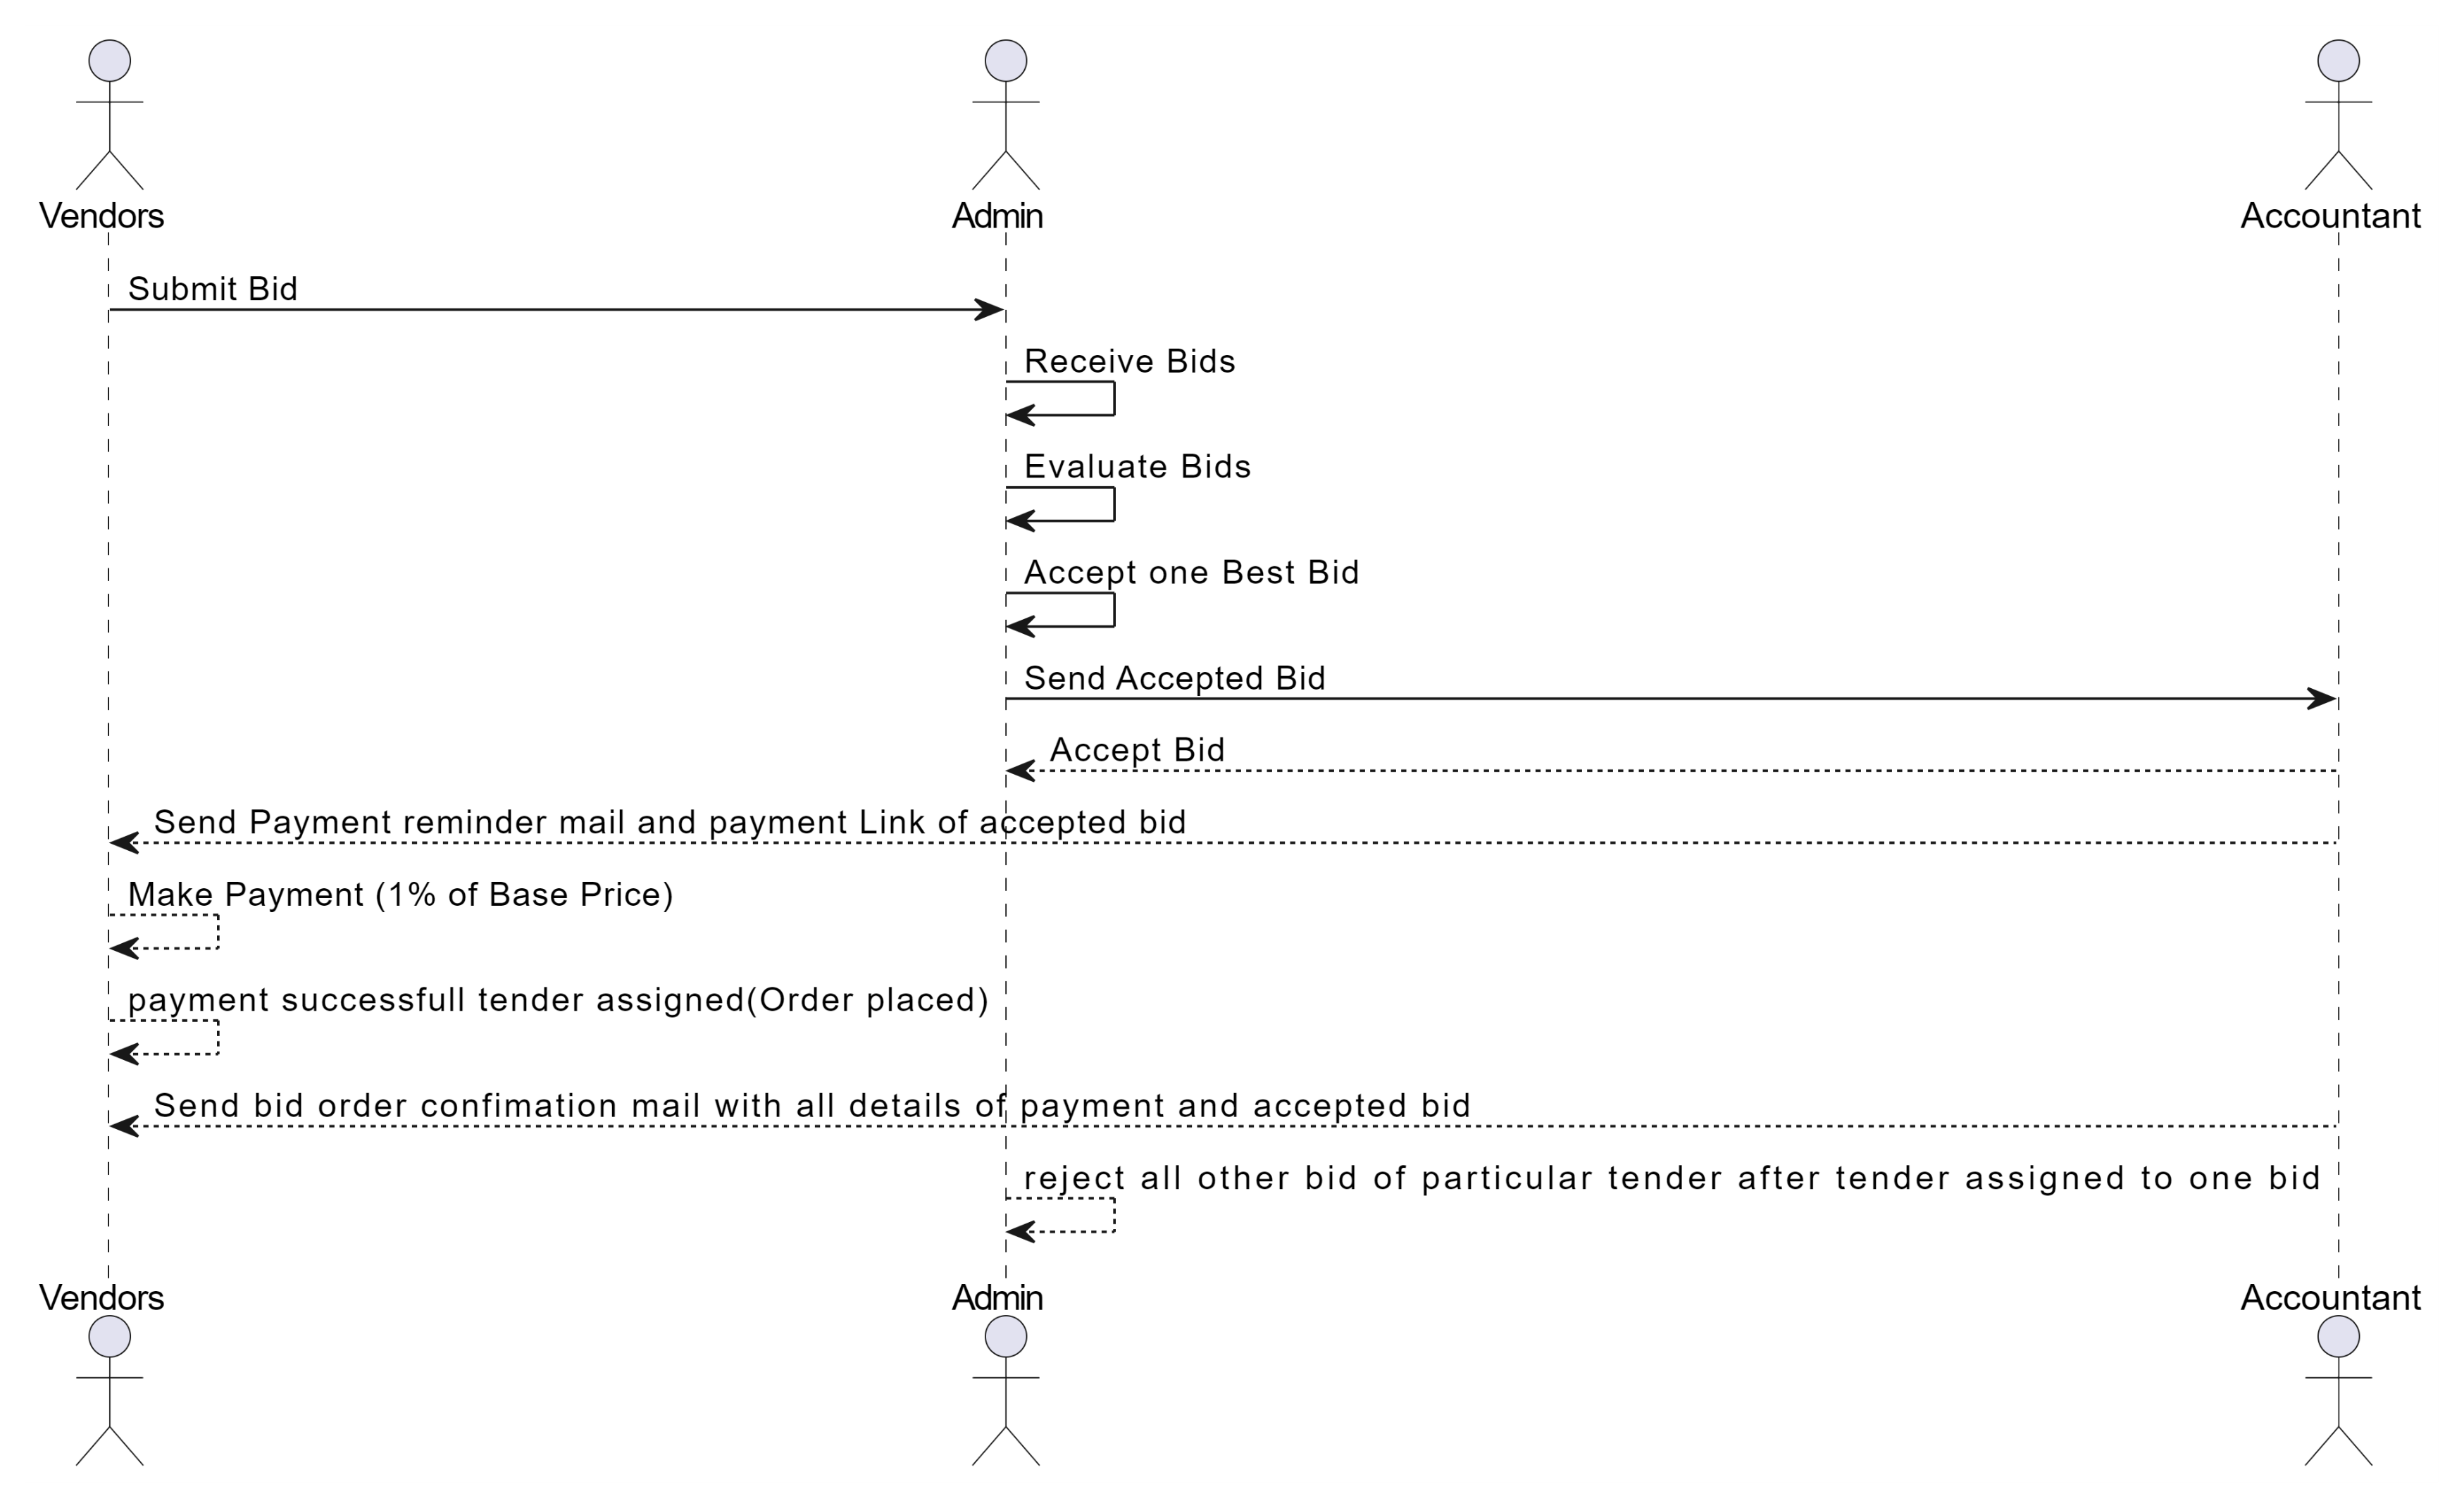 Vendors
Admin
Accountant
Submit Bid
Receive Bids
Evaluate Bids
Accept one Best Bid
Send Accepted Bid
Accept Bid
Send Payment reminder mail and payment Link of accepted bid
Make Payment (1% of Base Price)
payment successfull tender assigned(Order placed)
Send bid order confimation mail with all details of payment and accepted bid
reject all other bid of particular tender after tender assigned to one bid
Vendors
Admin
Accountant